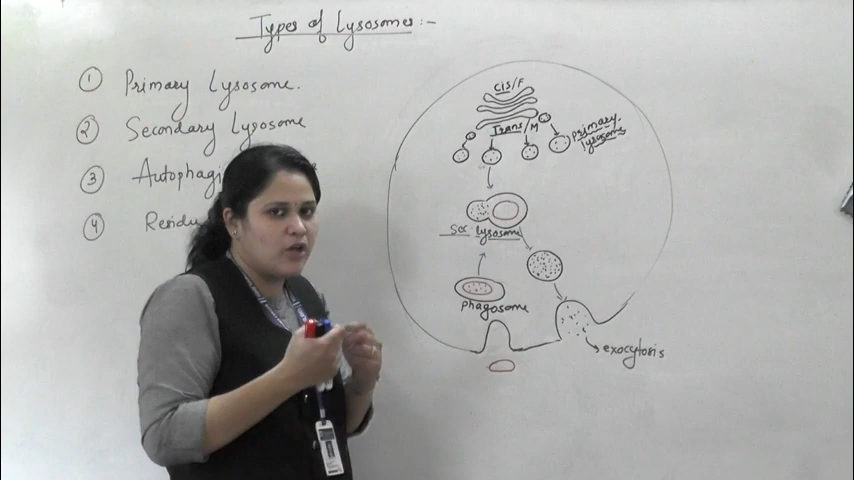 Types of Lysosomes :-
① Primary Lysosome.
② Secondary Lysosome
③ Autophagi
④ Residu
Cis/F
Trans/M
primary
lysosome
sec lysosome
phagosome
exocytosis